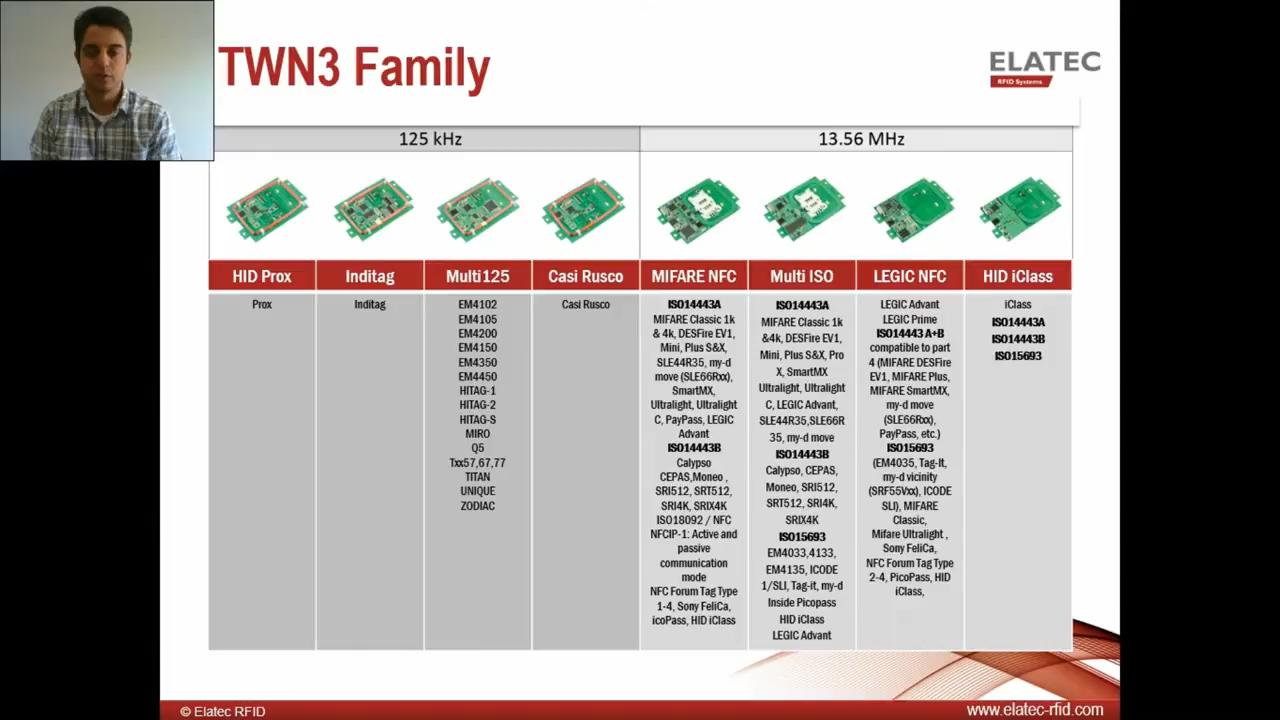 TWN3 Family
ELATEC
RFID Systems
125 kHz
13.56 MHz
HID Prox
Inditag
Multi125
Casi Rusco
MIFARE NFC
Multi ISO
LEGIC NFC
HID iClass
Prox
Inditag
EM4102
EM4105
EM4200
EM4150
EM4350
EM4450
HITAG-1
HITAG-2
HITAG-S
MIRO
Q5
Txx57,67,77
TITAN
UNIQUE
ZODIAC
Casi Rusco
ISO14443A
MIFARE Classic 1k
& 4k, DESFire EV1,
Mini, Plus S&X,
SLE44R35, my-d
move (SLE66Rxx),
SmartMX,
Ultralight, Ultralight
C, PayPass, LEGIC
Advant
ISO14443B
Calypso
CEPAS,Moneo ,
SRI512, SRT512,
SRI4K, SRIX4K
ISO18092 / NFC
NFCIP-1: Active and
passive
communication
mode
NFC Forum Tag Type
1-4, Sony FeliCa,
icoPass, HID iClass
ISO14443A
MIFARE Classic 1k
&4k, DESFire EV1,
Mini, Plus S&X, Pro
X, SmartMX
Ultralight, Ultralight
C, LEGIC Advant,
SLE44R35,SLE66R
35, my-d move
ISO14443B
Calypso, CEPAS,
Moneo, SRI512,
SRT512, SRI4K,
SRIX4K
ISO15693
EM4033,4133,
EM4135, ICODE
1/SLI, Tag-it, my-d
Inside Picopass
HID iClass
LEGIC Advant
LEGIC Advant
LEGIC Prime
ISO14443 A+B
compatible to part
4 (MIFARE DESFire
EV1, MIFARE Plus,
MIFARE SmartMX,
my-d move
(SLE66Rxx),
PayPass, etc.)
ISO15693
(EM4035, Tag-It,
my-d vicinity
(SRF55Vxx), ICODE
SLI), MIFARE
Classic,
Mifare Ultralight ,
Sony FeliCa,
NFC Forum Tag Type
2-4, PicoPass, HID
iClass,
iClass
ISO14443A
ISO14443B
ISO15693
© Elatec RFID
www.elatec-rfid.com